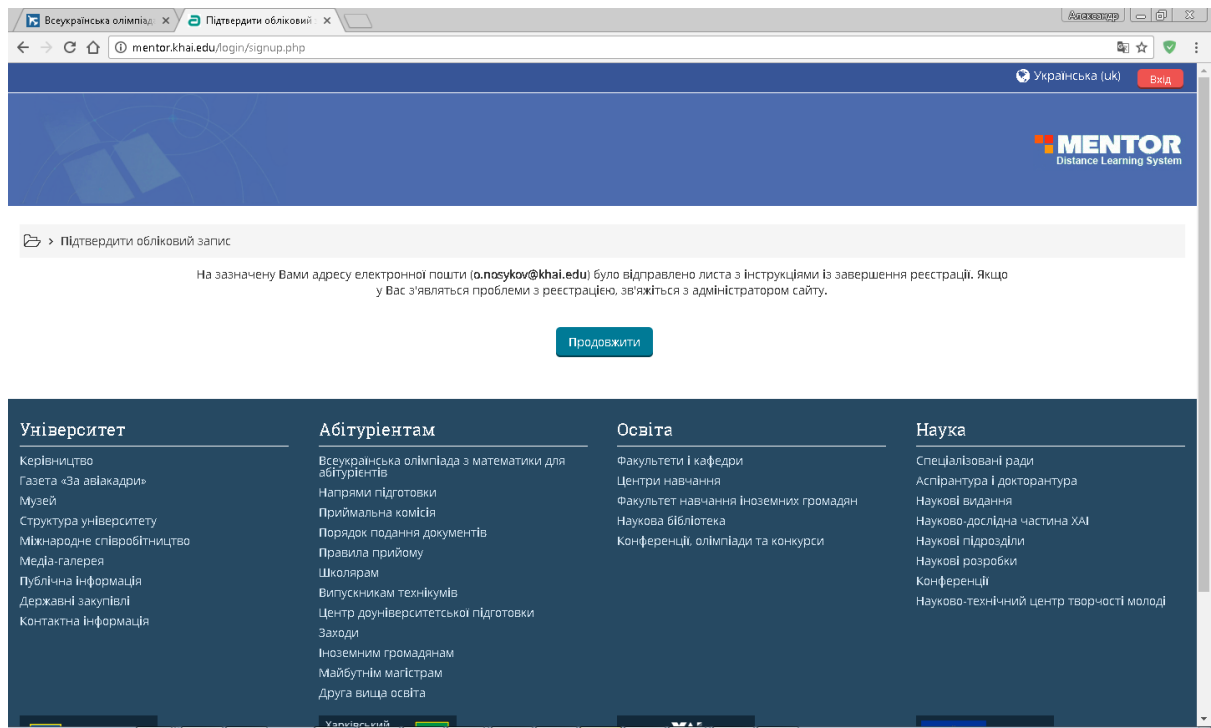 Всеукраїнська олімпіад
Підтвердити обліковий з
Александр
mentor.khai.edu/login/signup.php
Українська (uk)
Вхід
MENTOR
Distance Learning System
> Підтвердити обліковий запис
На зазначену Вами адресу електронної пошти (o.nosykov@khai.edu) було відправлено листа з інструкціями із завершення реєстрації. Якщо
у Вас з'являться проблеми з реєстрацією, зв'яжіться з адміністратором сайту.
Продовжити
Університет
Керівництво
Газета «За авіакадри»
Музей
Структура університету
Міжнародне співробітництво
Медіа-галерея
Публічна інформація
Державні закупівлі
Контактна інформація
Абітурієнтам
Всеукраїнська олімпіада з математики для
абітурієнтів
Напрями підготовки
Приймальна комісія
Порядок подання документів
Правила прийому
Школярам
Випускникам технікумів
Центр доуніверситетської підготовки
Заходи
Іноземним громадянам
Майбутнім магістрам
Друга вища освіта
Харківський
Освіта
Факультети і кафедри
Центри навчання
Факультет навчання іноземних громадян
Наукова бібліотека
Конференції, олімпіади та конкурси
Наука
Спеціалізовані ради
Аспірантура і докторантура
Наукові видання
Науково-дослідна частина ХАІ
Наукові підрозділи
Наукові розробки
Конференції
Науково-технічний центр творчості молоді